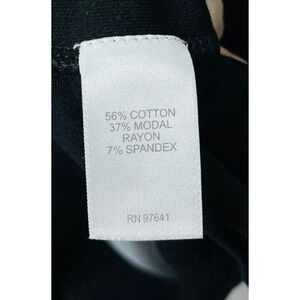 56% COTTON
37% MODAL
RAYON
7% SPANDEX
RN 97641